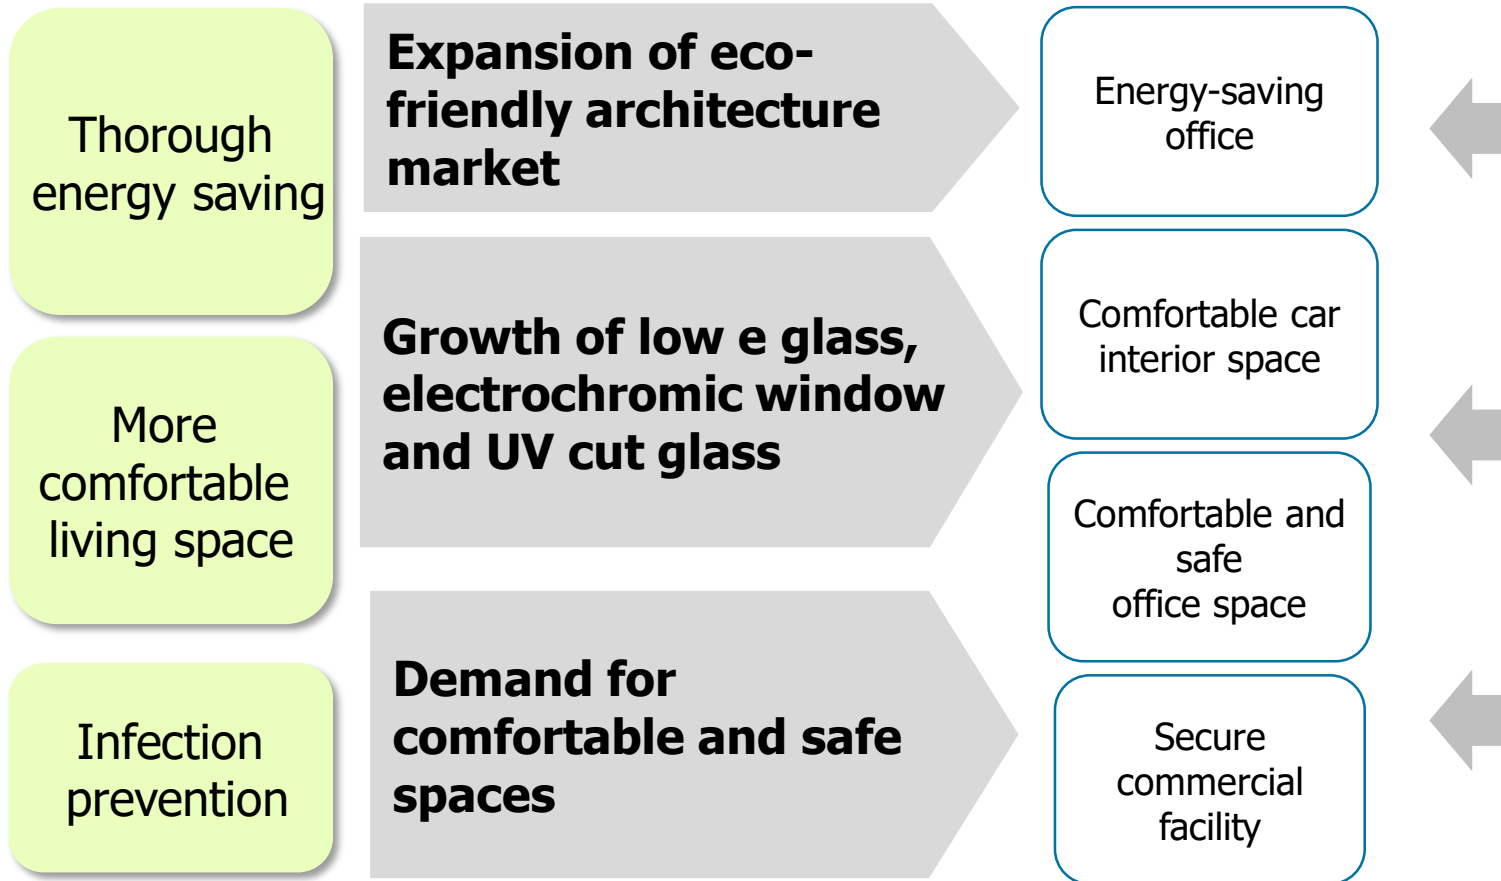 Thorough
energy saving
More
comfortable
living space
Infection
prevention
Expansion of eco-
friendly architecture
market
Growth of low e glass,
electrochromic window
and UV cut glass
Demand for
comfortable and safe
spaces
Energy-saving
office
Comfortable car
interior space
Comfortable and
safe
office space
Secure
commercial
facility